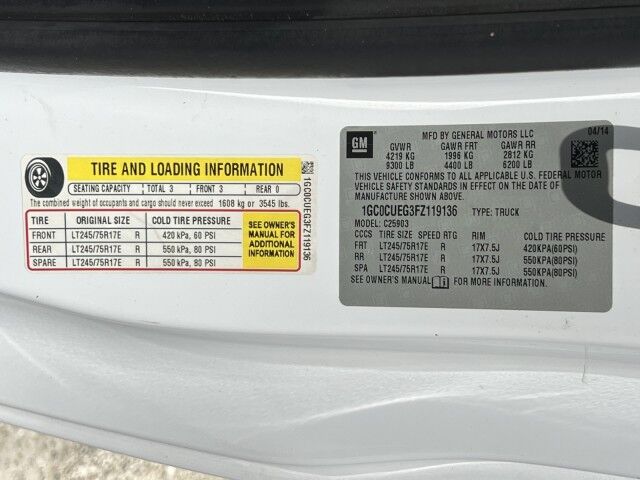 TIRE AND LOADING INFORMATION
SEATING CAPACITY TOTAL 3 FRONT 3 REAR 0
The combined weight of occupants and cargo should never exceed 1608 kg or 3545 lbs.
TIRE ORIGINAL SIZE COLD TIRE PRESSURE
FRONT LT245/75R17E R 420 kPa, 60 PSI
REAR LT245/75R17E R 550 kPa, 80 PSI
SPARE LT245/75R17E R 550 kPa, 80 PSI
SEE OWNER'S
MANUAL FOR
ADDITIONAL
INFORMATION
1GC0CUEG3FZ119136
GM
MFD BY GENERAL MOTORS LLC
04/14
GVWR GAWR FRT GAWR RR
4219 KG 1996 KG 2812 KG
9300 LB 4400 LB 6200 LB
THIS VEHICLE CONFORMS TO ALL APPLICABLE U.S. FEDERAL MOTOR
VEHICLE SAFETY STANDARDS IN EFFECT ON THE DATE OF
MANUFACTURE SHOWN ABOVE.
1GC0CUEG3FZ119136 TYPE: TRUCK
MODEL: C25903
CCCS TIRE SIZE SPEED RTG RIM COLD TIRE PRESSURE
FRT LT245/75R17E R 17X7.5J 420KPA(60PSI)
RR LT245/75R17E R 17X7.5J 550KPA(80PSI)
SPA LT245/75R17E R 17X7.5J 550KPA(80PSI)
SEE OWNER'S MANUAL FOR MORE INFORMATION